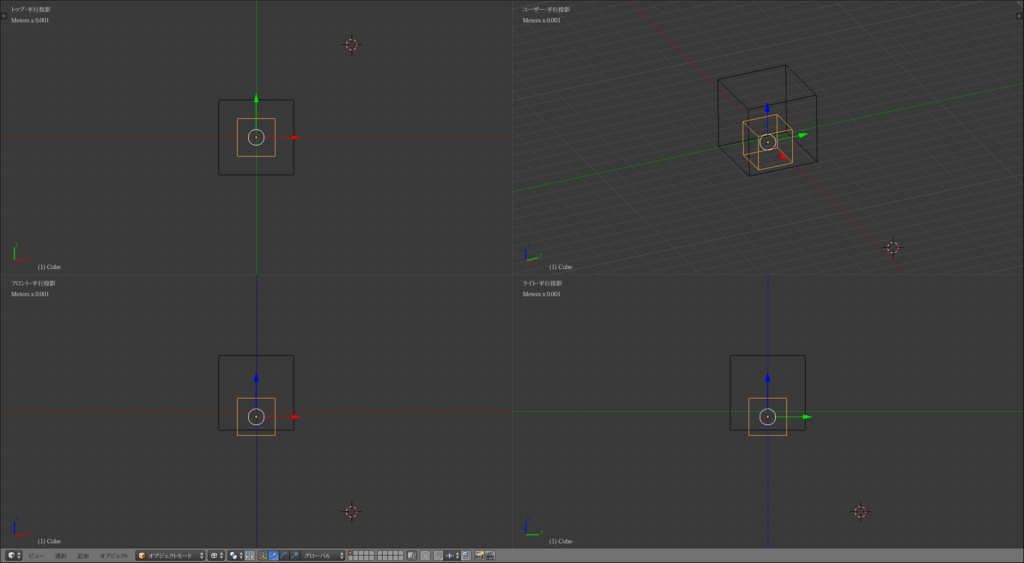 トップ・平行投影
Meters x 0.001
(1) Cube
ユーザー・平行投影
Meters x 0.001
(1) Cube
フロント・平行投影
Meters x 0.001
(1) Cube
ライト・平行投影
Meters x 0.001
(1) Cube
ビュー 選択 追加 オブジェクト オブジェクトモード グローバル